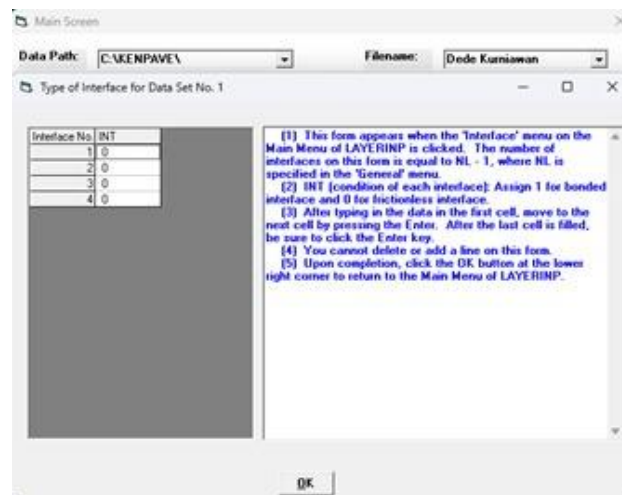 Main Screen
Data Path: C:\KENPAVE\ Filename: Dede Kurniawan
Type of Interface for Data Set No. 1
Interface No INT
1 0
2 0
3 0
4 0
(1) This form appears when the 'Interface' menu on the
Main Menu of LAYERINP is clicked. The number of
interfaces on this form is equal to NL - 1, where NL is
specified in the 'General' menu.
(2) INT (condition of each interface): Assign 1 for bonded
interface and 0 for frictionless interface.
(3) After typing in the data in the first cell, move to the
next cell by pressing the Enter. After the last cell is filled,
be sure to click the Enter key.
(4) You cannot delete or add a line on this form.
(5) Upon completion, click the OK button at the lower
right corner to return to the Main Menu of LAYERINP.
OK